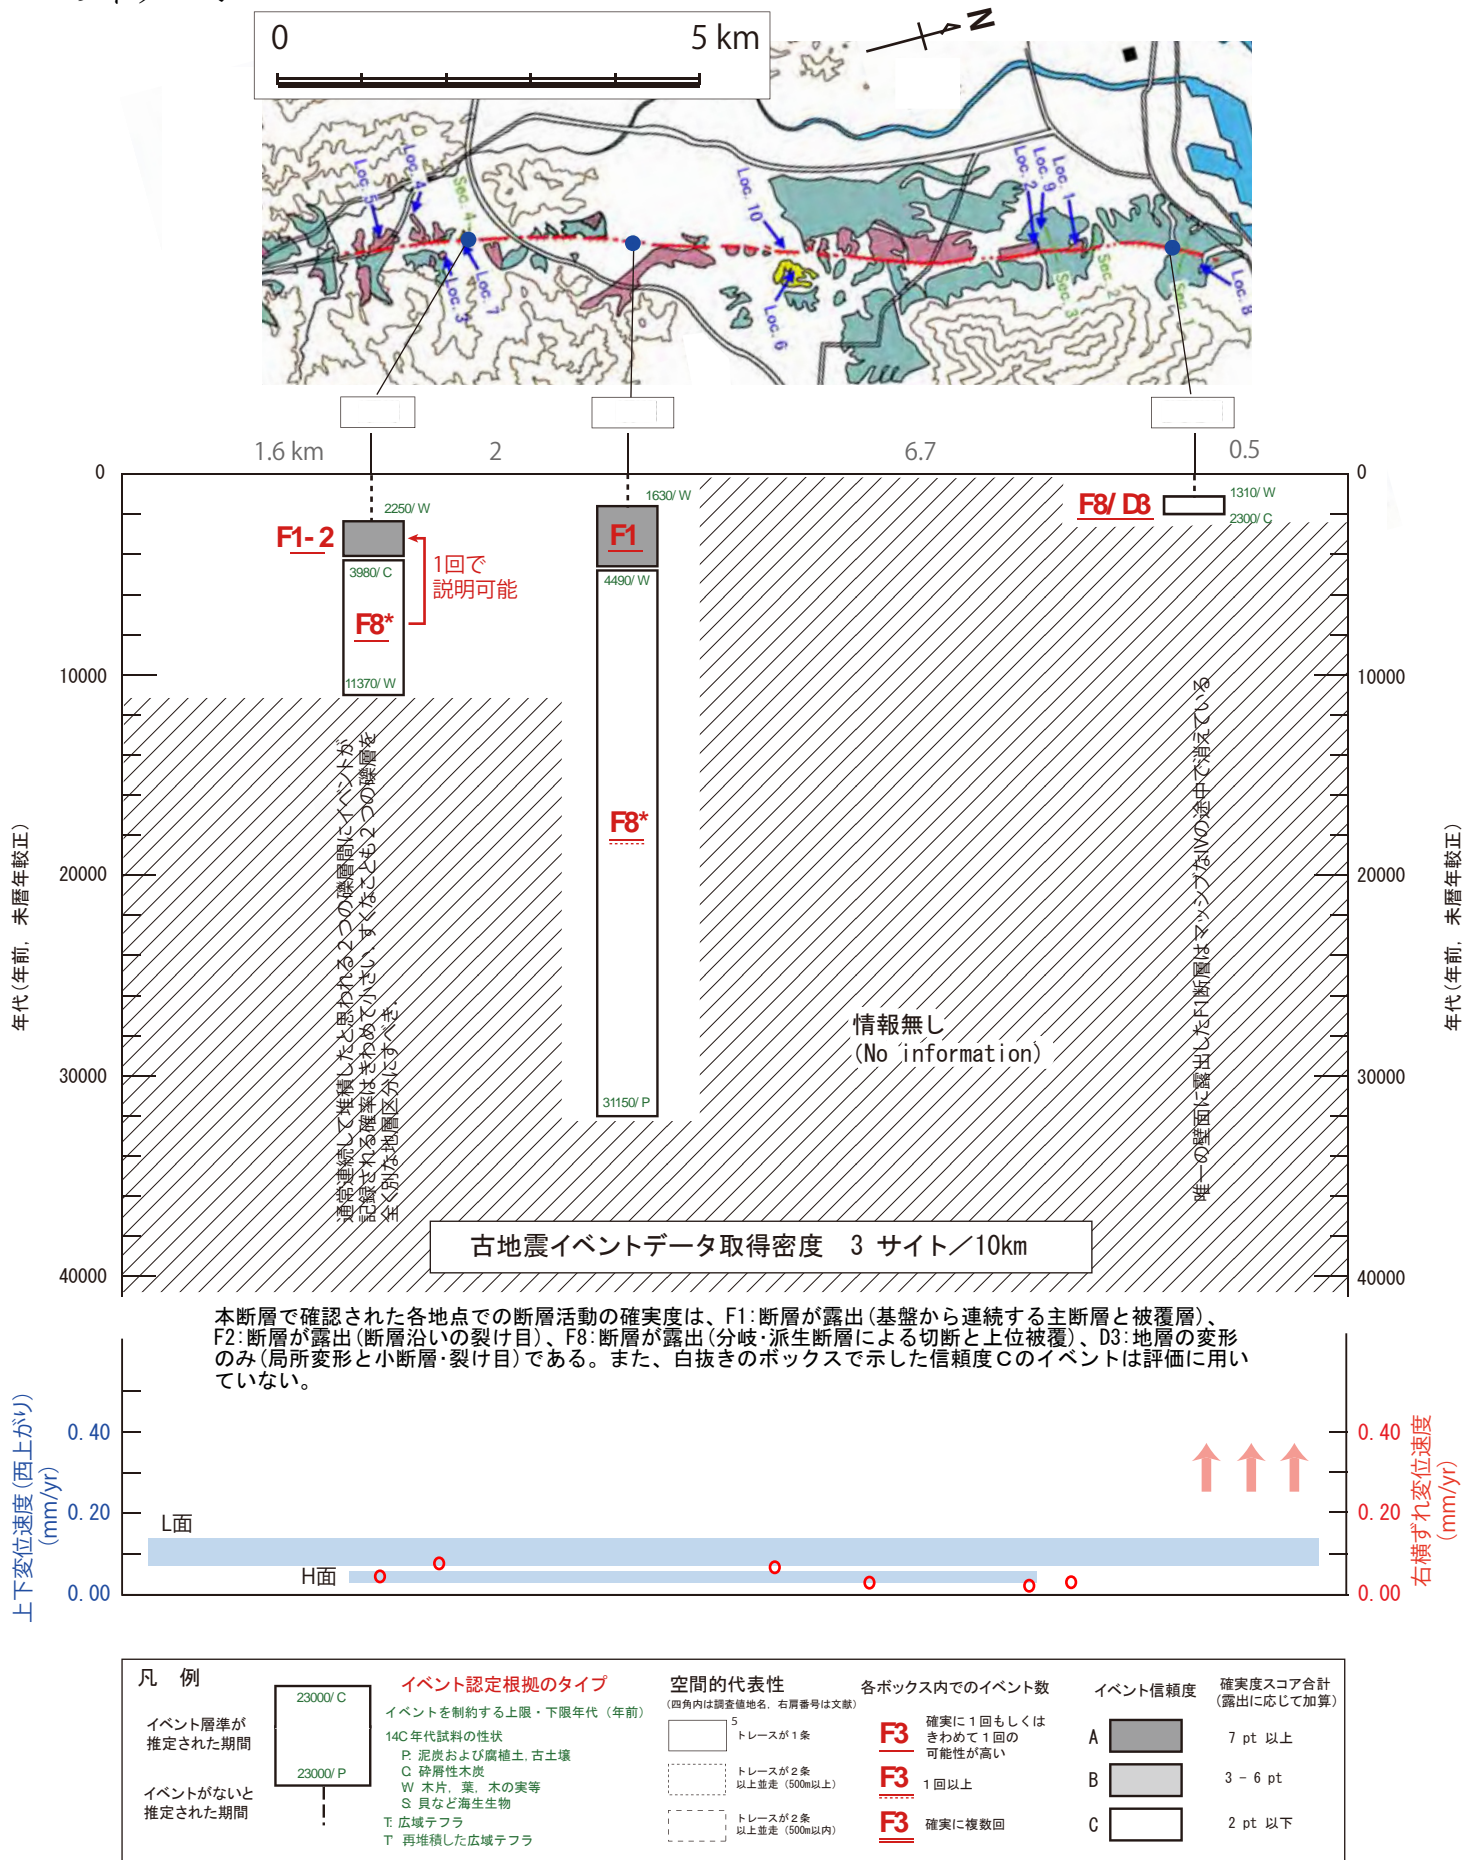 0
5 km
N
Loc. 5
Loc. 4
Sec. 4
Loc. 3
Loc. 7
Loc. 10
Loc. 6
Loc. 2
Loc. 9
Loc. 1
Sec. 3
Sec. 2
Loc. 8
1.6 km
2
6.7
0.5
0
10000
20000
30000
40000
年代(年前, 未暦年較正)
2250/W
F1-2
3980/C
F8*
11370/W
1回で
説明可能
1630/W
F1
4490/W
F8*
31150/P
F8/D3
1310/W
2300/C
通常連続して堆積したと思われる2つの礫層間にイベントが
記録される確率はきわめて小さい.すくなことも2つの礫層を
全く別な地層区分にすべき.
唯一の壁面に露出したF1断層はマッシブなIVの途中で消えている
情報無し
(No information)
0
10000
20000
30000
40000
年代(年前, 未暦年較正)
古地震イベントデータ取得密度 3 サイト／10km
本断層で確認された各地点での断層活動の確実度は、F1:断層が露出(基盤から連続する主断層と被覆層)、
F2:断層が露出(断層沿いの裂け目)、F8:断層が露出(分岐・派生断層による切断と上位被覆)、D3:地層の変形
のみ(局所変形と小断層・裂け目)である。また、白抜きのボックスで示した信頼度Cのイベントは評価に用い
ていない。
上下変位速度(西上がり)
(mm/yr)
0.40
0.20
0.00
L面
H面
0.40
0.20
0.00
右横ずれ変位速度
(mm/yr)
凡 例
イベント層準が
推定された期間
イベントがないと
推定された期間
23000/C
23000/P
イベント認定根拠のタイプ
イベントを制約する上限・下限年代（年前）
14C年代試料の性状
P: 泥炭および腐植土, 古土壌
C: 砕屑性木炭
W: 木片, 葉, 木の実等
S: 貝など海生生物
T: 広域テフラ
T' 再堆積した広域テフラ
空間的代表性
(四角内は調査値地名, 右肩番号は文献)
5
トレースが１条
トレースが２条
以上並走（500m以上）
トレースが２条
以上並走（500m以内）
各ボックス内でのイベント数
F3
確実に１回もしくは
きわめて１回の
可能性が高い
F3
１回以上
F3
確実に複数回
イベント信頼度
A
B
C
確実度スコア合計
(露出に応じて加算)
7 pt 以上
3 - 6 pt
2 pt 以下